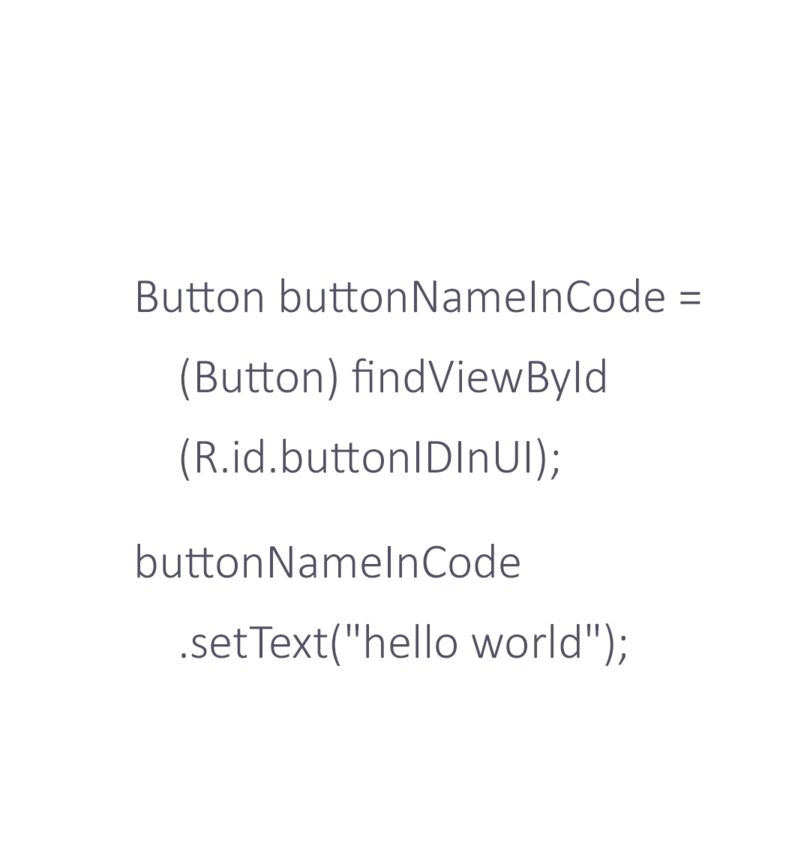 Button buttonNameInCode =
(Button) findViewById
(R.id.buttonIDInUI);
buttonNameInCode
.setText("hello world");